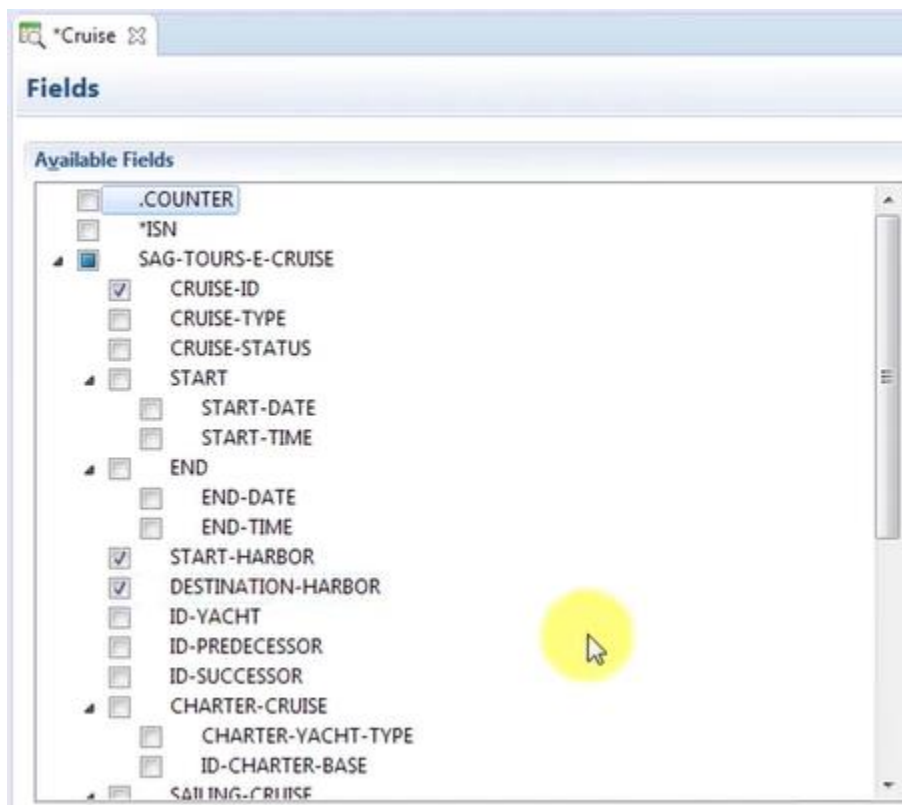 *Cruise
Fields
Available Fields
.COUNTER
*ISN
SAG-TOURS-E-CRUISE
CRUISE-ID
CRUISE-TYPE
CRUISE-STATUS
START
START-DATE
START-TIME
END
END-DATE
END-TIME
START-HARBOR
DESTINATION-HARBOR
ID-YACHT
ID-PREDECESSOR
ID-SUCCESSOR
CHARTER-CRUISE
CHARTER-YACHT-TYPE
ID-CHARTER-BASE
SAILING-CRUISE